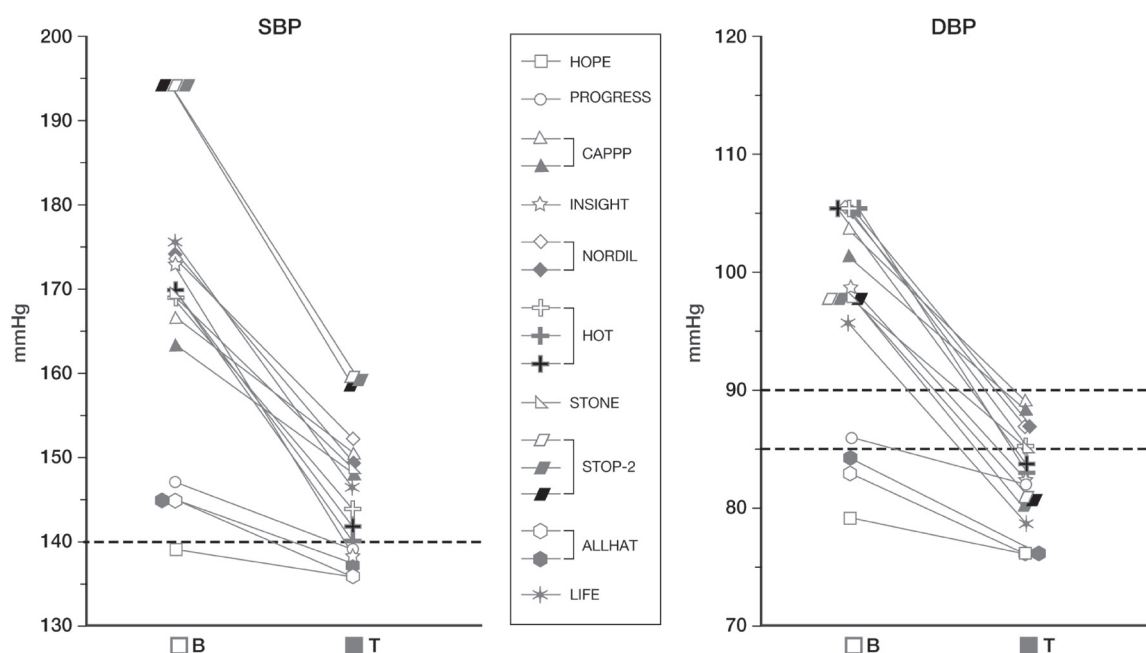 SBP
200
190
180
170
160
150
140
130
mmHg
B
T
HOPE
PROGRESS
CAPPP
INSIGHT
NORDIL
HOT
STONE
STOP-2
ALLHAT
LIFE
DBP
120
110
100
90
80
70
mmHg
B
T